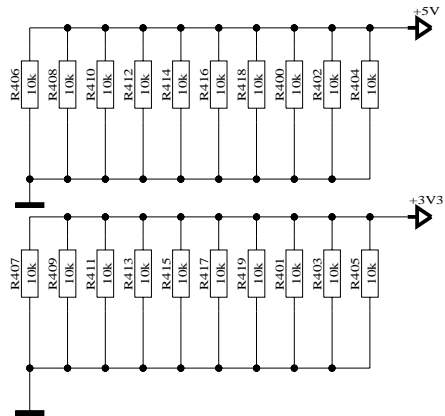 +5V
R406 10k
R408 10k
R410 10k
R412 10k
R414 10k
R416 10k
R418 10k
R400 10k
R402 10k
R404 10k
+3V3
R407 10k
R409 10k
R411 10k
R413 10k
R415 10k
R417 10k
R419 10k
R401 10k
R403 10k
R405 10k